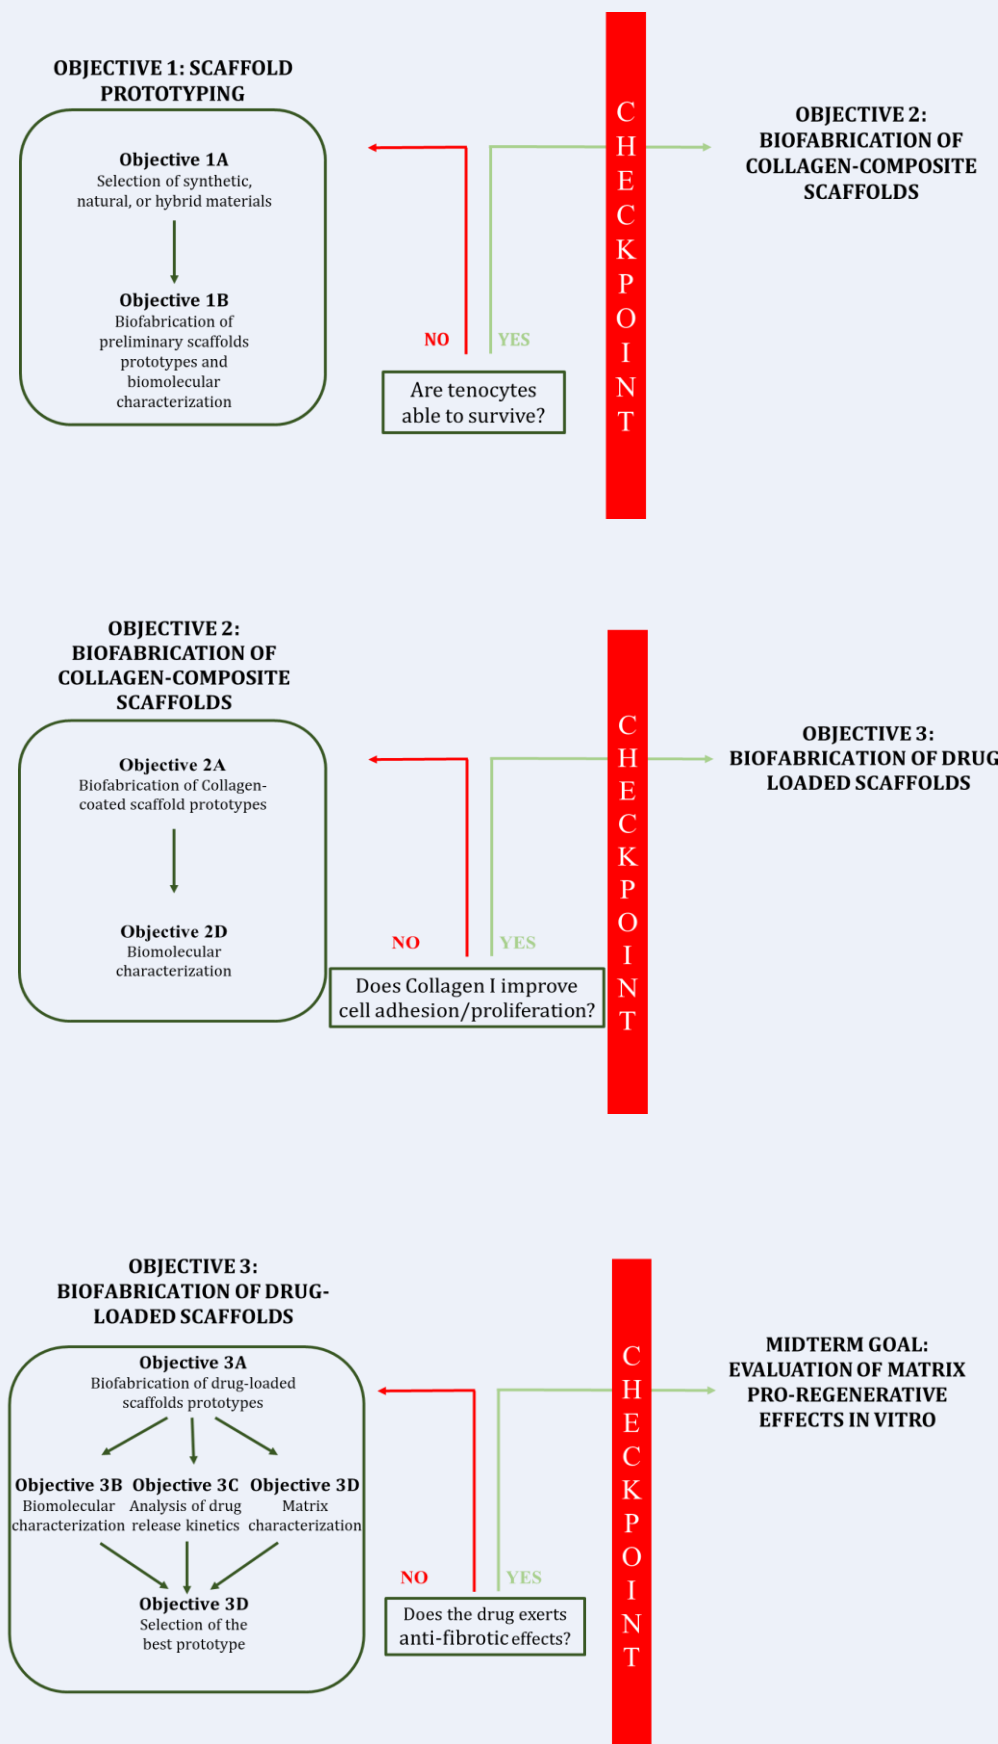 OBJECTIVE 1: SCAFFOLD
PROTOTYPING
Objective 1A
Selection of synthetic,
natural, or hybrid materials
Objective 1B
Biofabrication of
preliminary scaffolds
prototypes and
biomolecular
characterization
NO
YES
Are tenocytes
able to survive?
CHECKPOINT
OBJECTIVE 2:
BIOFABRICATION OF
COLLAGEN-COMPOSITE
SCAFFOLDS
OBJECTIVE 2:
BIOFABRICATION OF
COLLAGEN-COMPOSITE
SCAFFOLDS
Objective 2A
Biofabrication of Collagen-
coated scaffold prototypes
Objective 2D
Biomolecular
characterization
NO
YES
Does Collagen I improve
cell adhesion/proliferation?
CHECKPOINT
OBJECTIVE 3:
BIOFABRICATION OF DRUG
LOADED SCAFFOLDS
OBJECTIVE 3:
BIOFABRICATION OF DRUG-
LOADED SCAFFOLDS
Objective 3A
Biofabrication of drug-loaded
scaffolds prototypes
Objective 3B
Biomolecular
characterization
Objective 3C
Analysis of drug
release kinetics
Objective 3D
Matrix
characterization
Objective 3D
Selection of the
best prototype
NO
YES
Does the drug exerts
anti-fibrotic effects?
CHECKPOINT
MIDTERM GOAL:
EVALUATION OF MATRIX
PRO-REGENERATIVE
EFFECTS IN VITRO